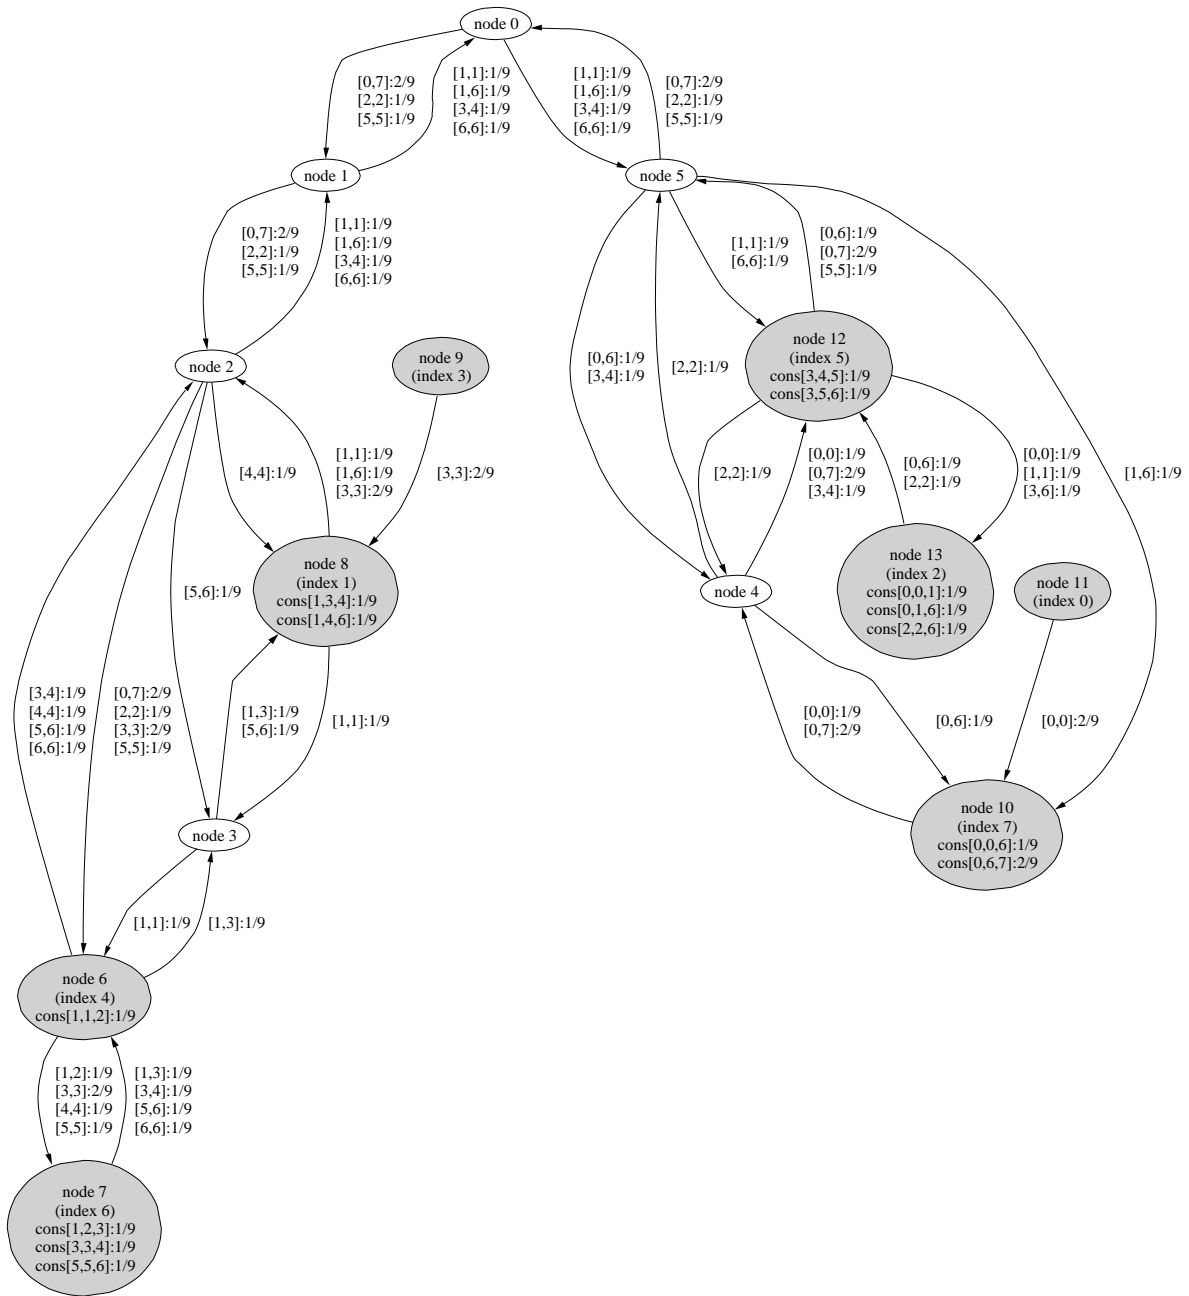 node 0
[0,7]:2/9
[2,2]:1/9
[5,5]:1/9
[1,1]:1/9
[1,6]:1/9
[3,4]:1/9
[6,6]:1/9
[1,1]:1/9
[1,6]:1/9
[3,4]:1/9
[6,6]:1/9
[0,7]:2/9
[2,2]:1/9
[5,5]:1/9
node 1
node 5
[0,7]:2/9
[2,2]:1/9
[5,5]:1/9
[1,1]:1/9
[1,6]:1/9
[3,4]:1/9
[6,6]:1/9
[1,1]:1/9
[6,6]:1/9
[0,6]:1/9
[0,7]:2/9
[5,5]:1/9
node 2
node 9
(index 3)
[0,6]:1/9
[3,4]:1/9
[2,2]:1/9
node 12
(index 5)
cons[3,4,5]:1/9
cons[3,5,6]:1/9
[4,4]:1/9
[1,1]:1/9
[1,6]:1/9
[3,3]:2/9
[3,3]:2/9
[2,2]:1/9
[0,0]:1/9
[0,7]:2/9
[3,4]:1/9
[0,6]:1/9
[2,2]:1/9
[0,0]:1/9
[1,1]:1/9
[3,6]:1/9
[1,6]:1/9
node 8
(index 1)
cons[1,3,4]:1/9
cons[1,4,6]:1/9
[5,6]:1/9
node 4
node 13
(index 2)
cons[0,0,1]:1/9
cons[0,1,6]:1/9
cons[2,2,6]:1/9
node 11
(index 0)
[3,4]:1/9
[4,4]:1/9
[5,6]:1/9
[6,6]:1/9
[0,7]:2/9
[2,2]:1/9
[3,3]:2/9
[5,5]:1/9
[1,3]:1/9
[5,6]:1/9
[1,1]:1/9
[0,0]:1/9
[0,7]:2/9
[0,6]:1/9
[0,0]:2/9
node 3
node 10
(index 7)
cons[0,0,6]:1/9
cons[0,6,7]:2/9
[1,1]:1/9
[1,3]:1/9
node 6
(index 4)
cons[1,1,2]:1/9
[1,2]:1/9
[3,3]:2/9
[4,4]:1/9
[5,5]:1/9
[1,3]:1/9
[3,4]:1/9
[5,6]:1/9
[6,6]:1/9
node 7
(index 6)
cons[1,2,3]:1/9
cons[3,3,4]:1/9
cons[5,5,6]:1/9